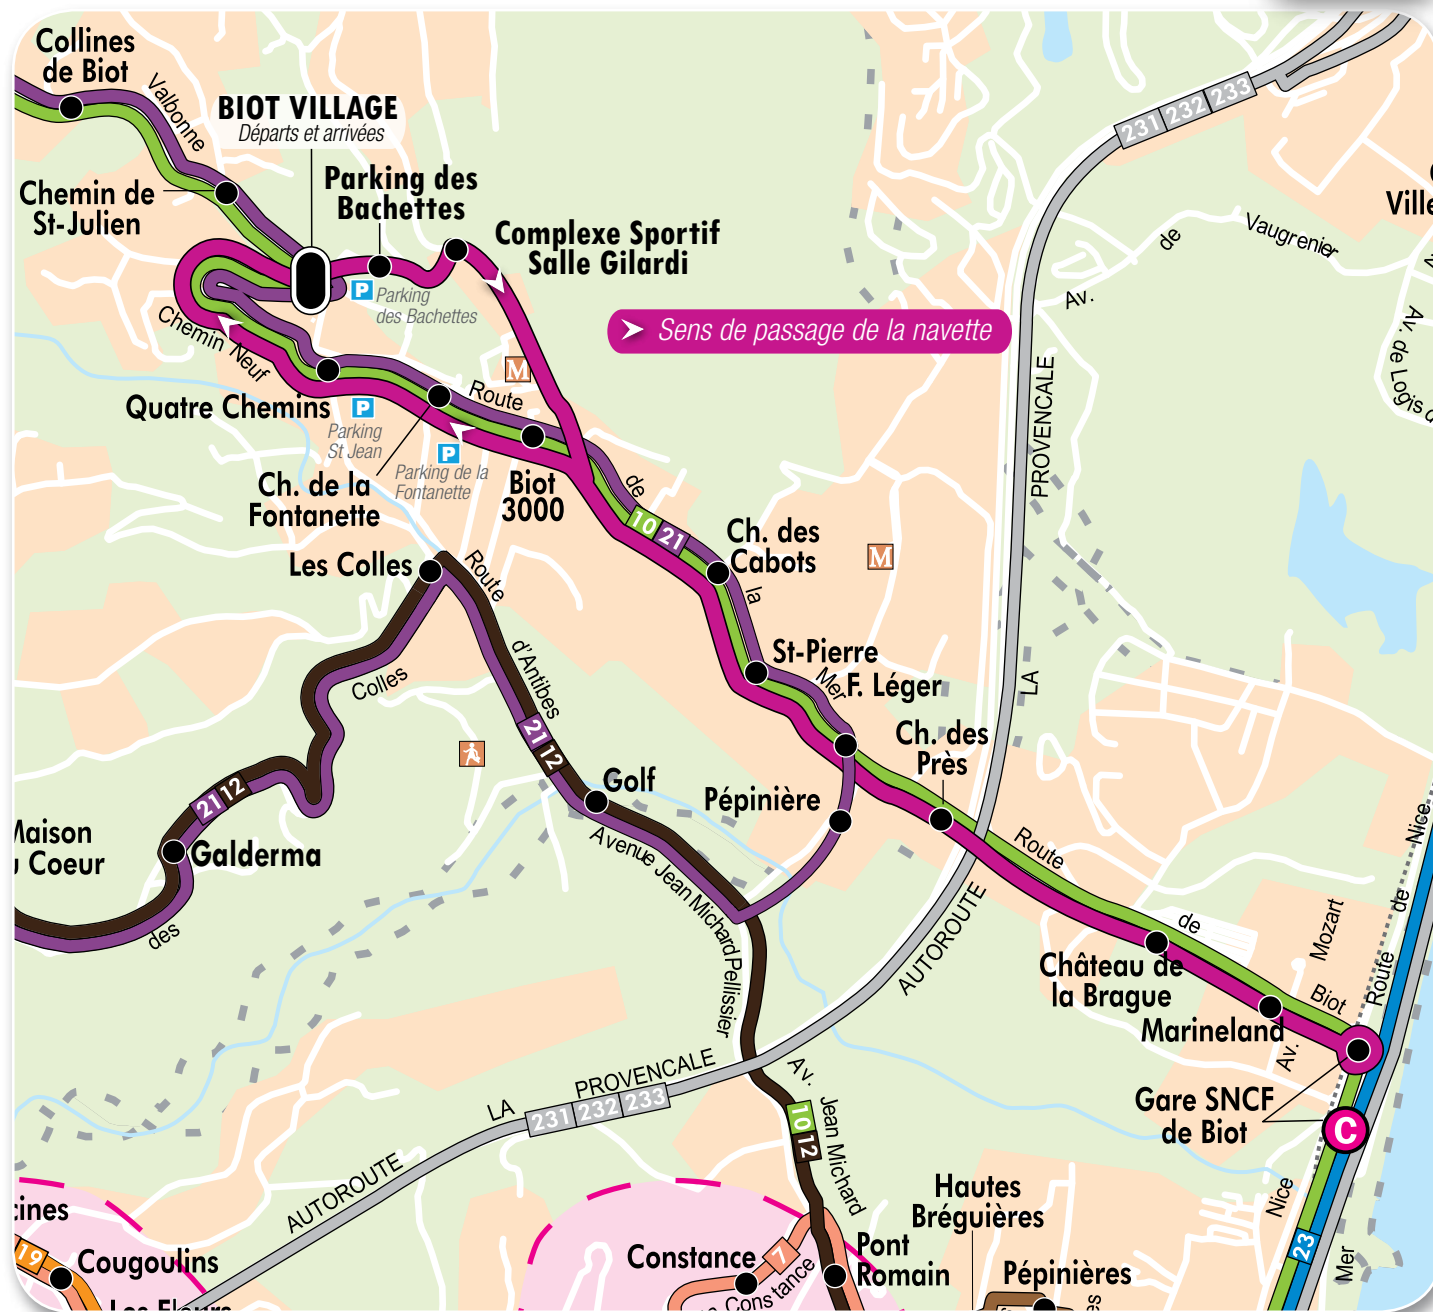 Collines
de Biot
Valbonne
BIOT VILLAGE
Départs et arrivées
231 232 233
Chemin de
St-Julien
Parking des
Bachettes
Complexe Sportif
Salle Gilardi
Ville
de
Vaugrenier
Av.
P Parking
des Bachettes
Sens de passage de la navette
Chemin Neuf
M
Route
Av. de Logis
Quatre Chemins
P
Parking
St Jean
P
Parking de la
Fontanette
PROVENCALE
Ch. de la
Fontanette
Biot
3000
de
10 21
Ch. des
Cabots
M
la
Les Colles
Route
d'Antibes
St-Pierre
Mer
F. Léger
LA
Colles
21 12
Ch. des
Près
Golf
Pépinière
21 12
Maison
Coeur
Galderma
Avenue Jean Michard Pellissier
Route
Nice
de
Route
des
AUTOROUTE
de
Mozart
Château de
la Brague
Biot
Marineland
Av.
LA
PROVENCALE
231 232 233
Av.
Jean Michard
10 12
Gare SNCF
de Biot
C
AUTOROUTE
Hautes
Bréguières
Nice
cines
19
Cougoulins
Les Fleurs
Constance
7
Constance
Pont
Romain
Pépinières
23
Mer